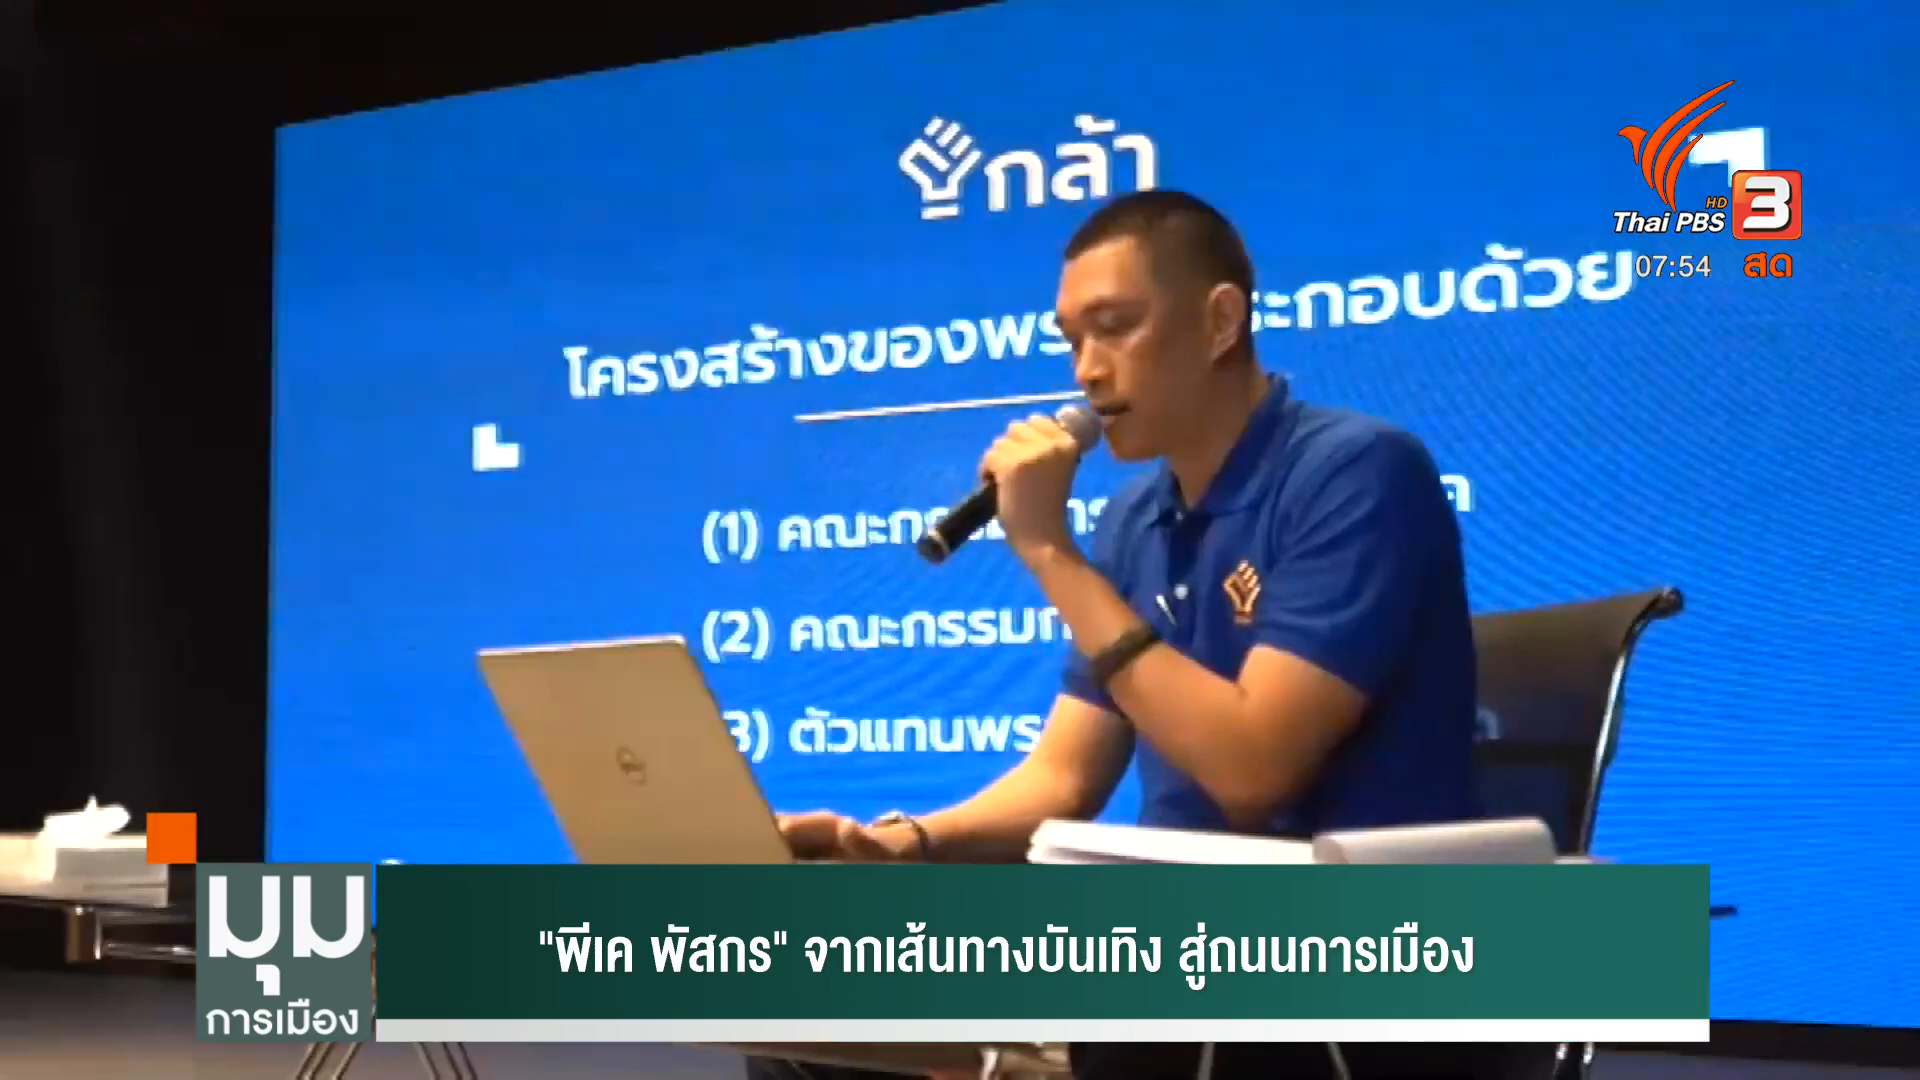 กล้า
โครงสร้างของพร ระกอบด้วย
(1) คณะกร
(2) คณะกรรมก
3) ตัวแทนพร
Thai PBS HD 3
07:54 สด
มุม
การเมือง
"พีเค พัสกร" จากเส้นทางบันเทิง สู่ถนนการเมือง